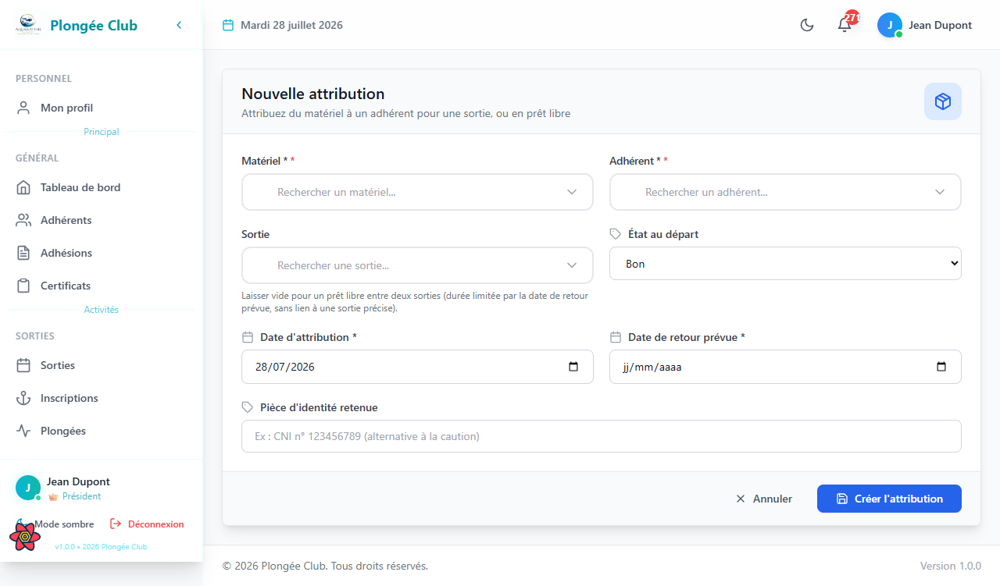 AQUANATURE
Plongée Club
Mardi 28 juillet 2026
271
J
Jean Dupont
PERSONNEL
Mon profil
Principal
GÉNÉRAL
Tableau de bord
Adhérents
Adhésions
Certificats
Activités
SORTIES
Sorties
Inscriptions
Plongées
J
Jean Dupont
Président
Mode sombre
Déconnexion
v1.0.0 • 2026 Plongée Club
Nouvelle attribution
Attribuez du matériel à un adhérent pour une sortie, ou en prêt libre
Matériel * *
Adhérent * *
Rechercher un matériel...
Rechercher un adhérent...
Sortie
État au départ
Rechercher une sortie...
Bon
Laisser vide pour un prêt libre entre deux sorties (durée limitée par la date de retour
prévue, sans lien à une sortie précise).
Date d'attribution *
Date de retour prévue *
28/07/2026
jj/mm/aaaa
Pièce d'identité retenue
Ex : CNI n° 123456789 (alternative à la caution)
Annuler
Créer l'attribution
© 2026 Plongée Club. Tous droits réservés.
Version 1.0.0